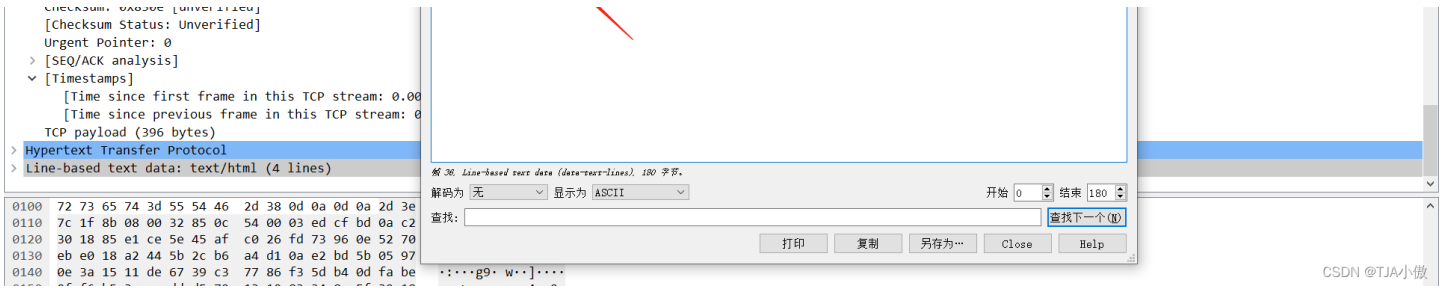 Checksum: 0x850e [unverified]
[Checksum Status: Unverified]
Urgent Pointer: 0
[SEQ/ACK analysis]
[Timestamps]
[Time since first frame in this TCP stream: 0.00
[Time since previous frame in this TCP stream: 0
TCP payload (396 bytes)
Hypertext Transfer Protocol
Line-based text data: text/html (4 lines)
帧 36. Line-based text data (data-text-lines), 180 字节。
解码为 无 显示为 ASCII 开始 0 结束 180
查找: 查找下一个(N)
打印 复制 另存为… Close Help
0100 72 73 65 74 3d 55 54 46 2d 38 0d 0a 0d 0a 2d 3e
0110 7c 1f 8b 08 00 32 85 0c 54 00 03 ed cf bd 0a c2
0120 30 18 85 e1 ce 5e 45 af c0 26 fd 73 96 0e 52 70
0130 eb e0 18 a2 44 5b 2c b6 a4 d1 0a e2 bd 5b 05 97
0140 0e 3a 15 11 de 67 39 c3 77 86 f3 5d b4 0d fa be ·:···g9· w··]····
CSDN @TJA小傲